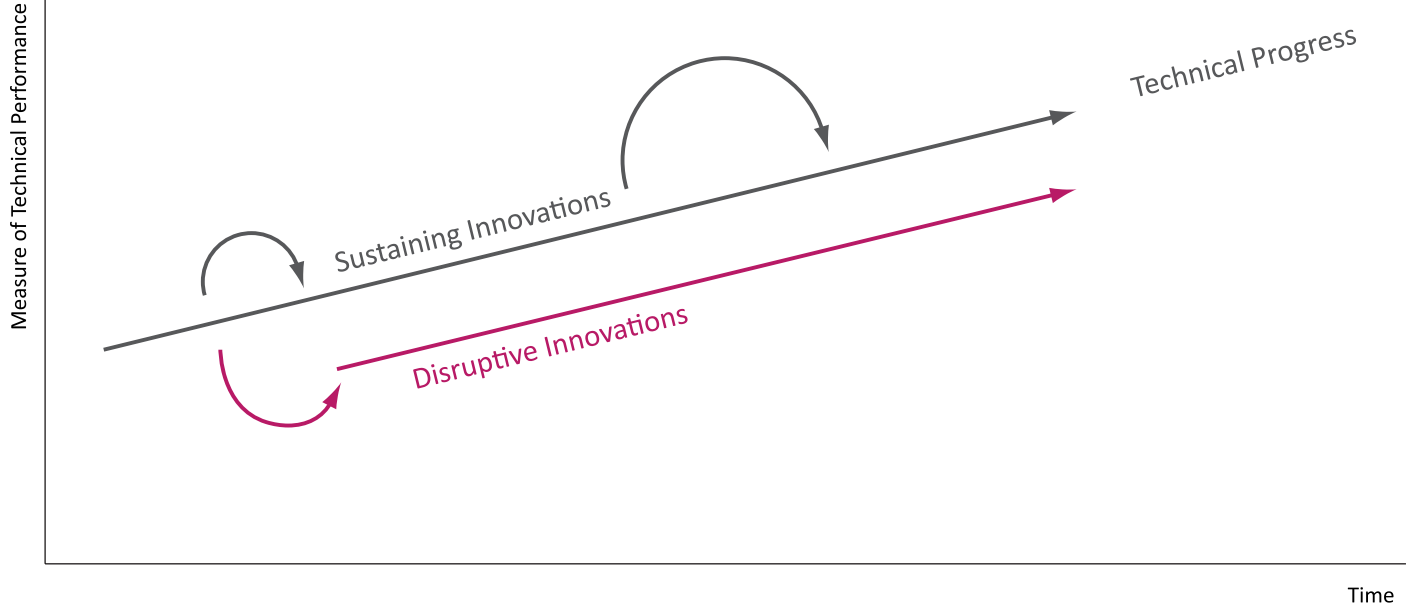 Measure of Technical Performance
Technical Progress
Sustaining Innovations
Disruptive Innovations
Time